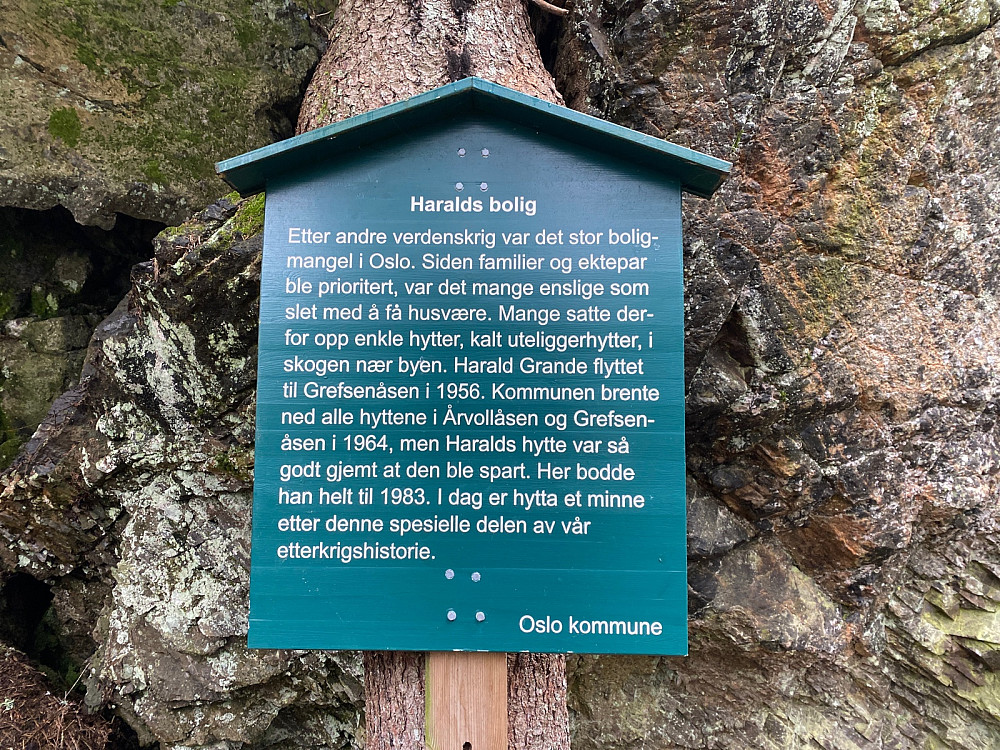 Haralds bolig
Etter andre verdenskrig var det stor bolig-
mangel i Oslo. Siden familier og ektepar
ble prioritert, var det mange enslige som
slet med å få husvære. Mange satte der-
for opp enkle hytter, kalt uteliggerhytter, i
skogen nær byen. Harald Grande flyttet
til Grefsenåsen i 1956. Kommunen brente
ned alle hyttene i Årvollåsen og Grefsen-
åsen i 1964, men Haralds hytte var så
godt gjemt at den ble spart. Her bodde
han helt til 1983. I dag er hytta et minne
etter denne spesielle delen av vår
etterkrigshistorie.
Oslo kommune